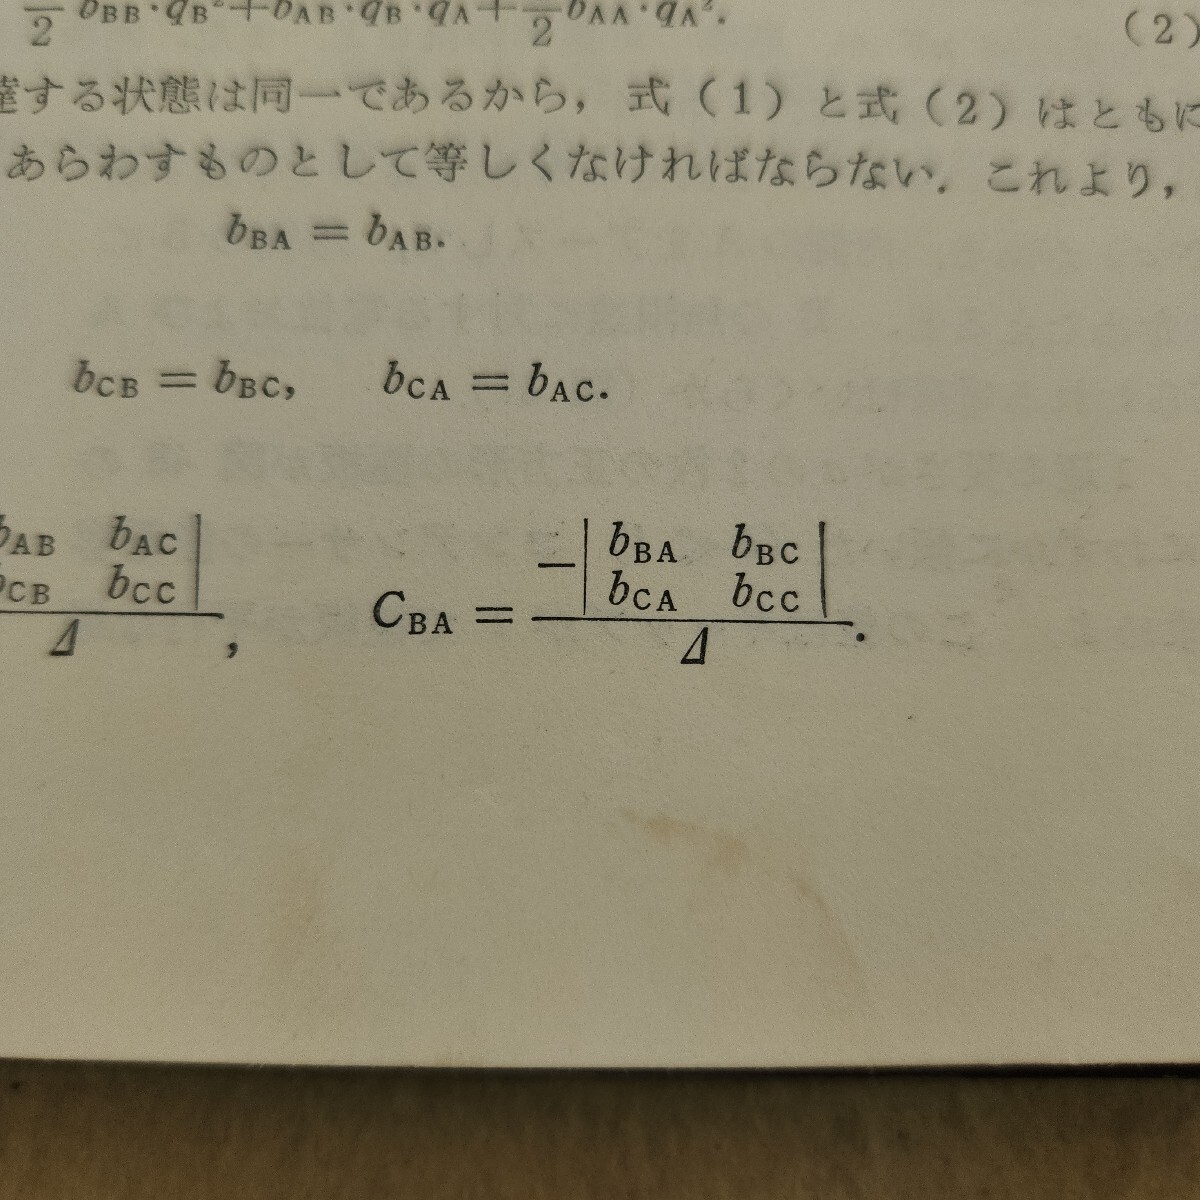 1/2 b_BB·q_B²+b_AB·q_B·q_A+1/2 b_AA·q_A². (2)
達する状態は同一であるから, 式(1)と式(2)はともに
あらわすものとして等しくなければならない. これより,
b_BA = b_AB.
b_CB = b_BC, b_CA = b_AC.
|b_AB b_AC; b_CB b_CC| / Δ, C_BA = −|b_BA b_BC; b_CA b_CC| / Δ.